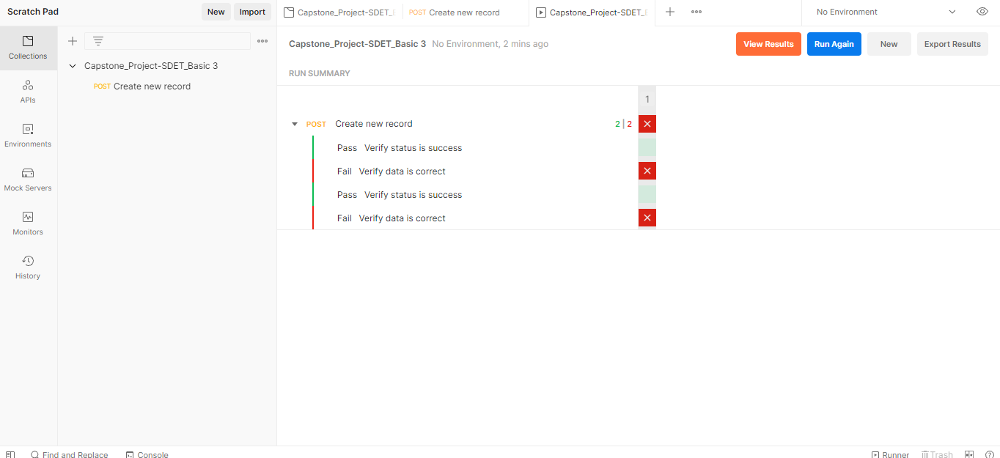 Scratch Pad
New
Import
Capstone_Project-SDET_B
POST Create new record
Capstone_Project-SDET_B
No Environment
Collections
APIs
Environments
Mock Servers
Monitors
History
Capstone_Project-SDET_Basic 3
POST Create new record
Capstone_Project-SDET_Basic 3 No Environment, 2 mins ago
View Results
Run Again
New
Export Results
RUN SUMMARY
1
POST Create new record 2 | 2
Pass Verify status is success
Fail Verify data is correct
Pass Verify status is success
Fail Verify data is correct
Find and Replace
Console
Runner
Trash